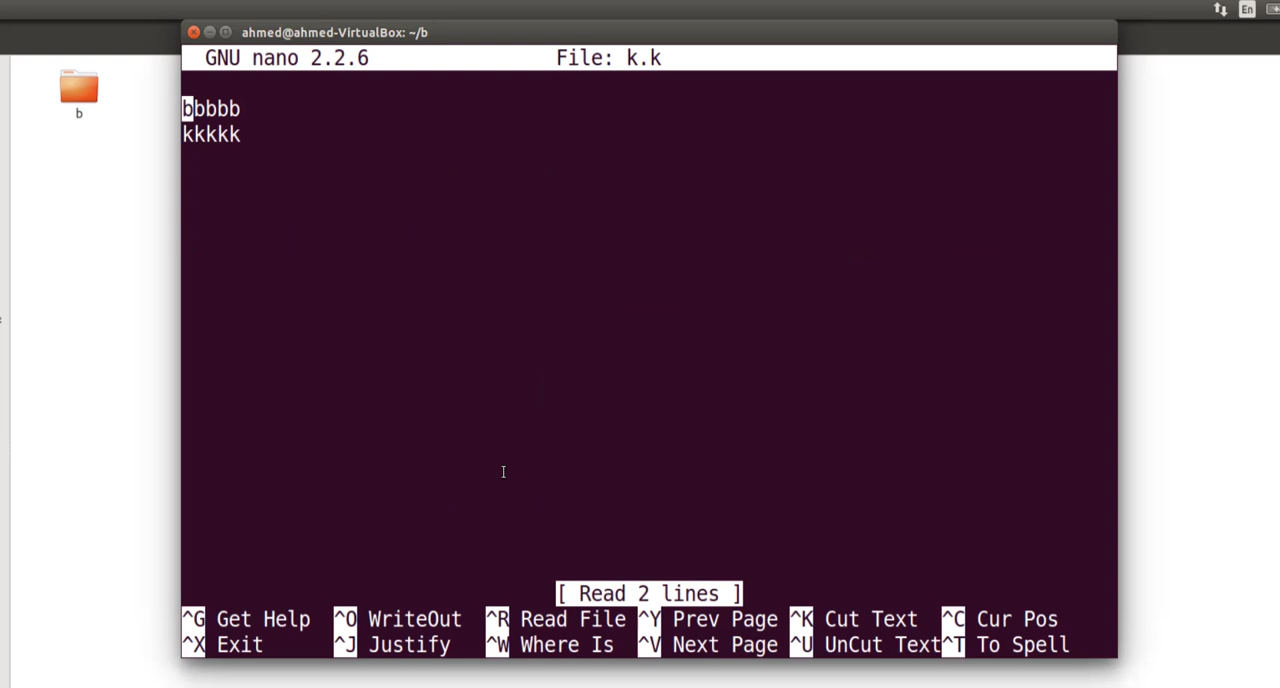 En
ahmed@ahmed-VirtualBox: ~/b
GNU nano 2.2.6 File: k.k
b
bbbbb
kkkkk
[ Read 2 lines ]
^G Get Help ^O WriteOut ^R Read File ^Y Prev Page ^K Cut Text ^C Cur Pos
^X Exit ^J Justify ^W Where Is ^V Next Page ^U UnCut Text^T To Spell